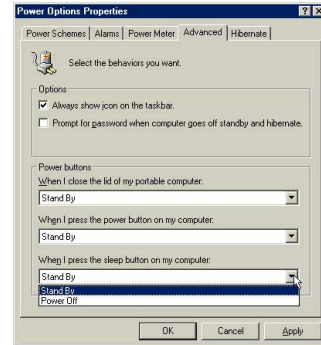 Power Options Properties
Power Schemes Alarms Power Meter Advanced Hibernate
Select the behaviors you want.
Options
Always show icon on the taskbar.
Prompt for password when computer goes off standby and hibernate.
Power buttons
When I close the lid of my portable computer:
Stand By
When I press the power button on my computer:
Stand By
When I press the sleep button on my computer:
Stand By
Stand By
Power Off
OK Cancel Apply